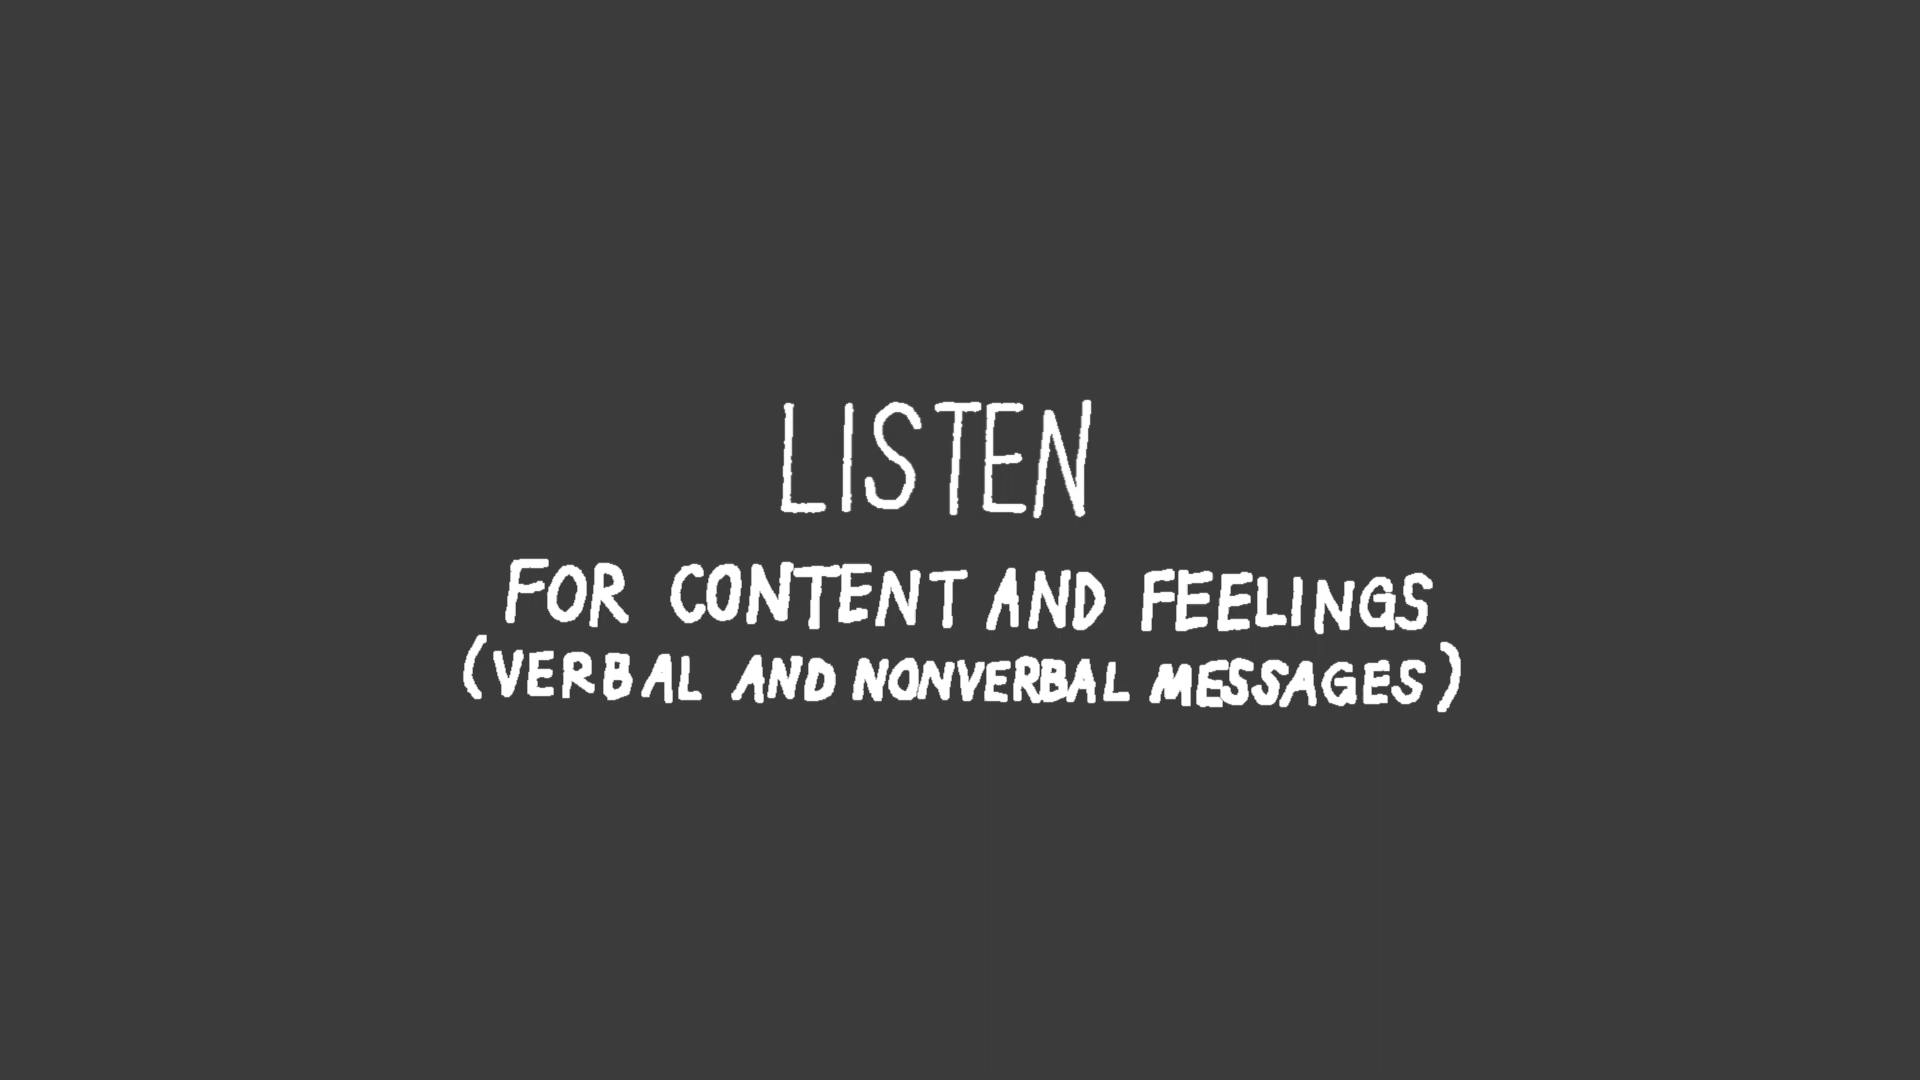 LISTEN
FOR CONTENT AND FEELINGS
(VERBAL AND NONVERBAL MESSAGES)